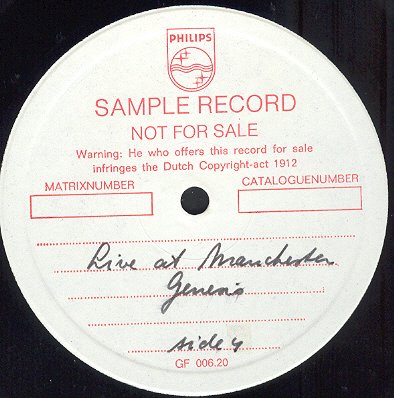 PHILIPS
SAMPLE RECORD
NOT FOR SALE
Warning: He who offers this record for sale
infringes the Dutch Copyright-act 1912
MATRIXNUMBER
CATALOGUENUMBER
Live at Manchester
Genesis
side 4
GF 006.20